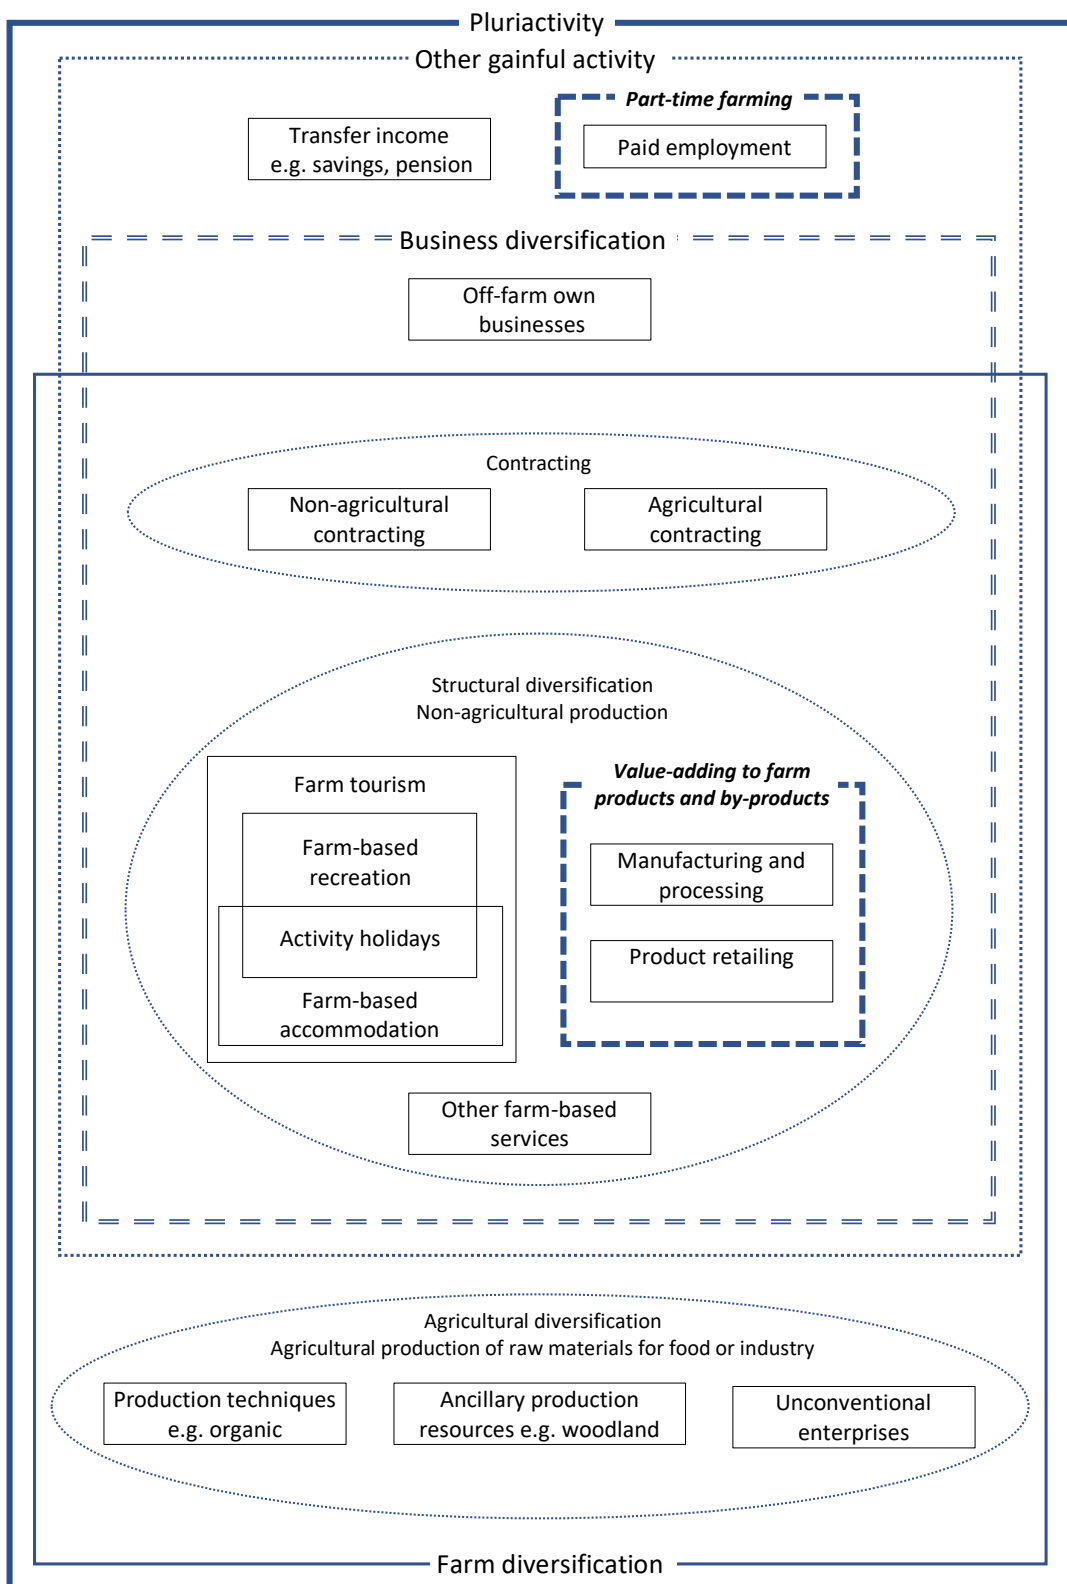 Pluriactivity
Other gainful activity
Part-time farming
Transfer income
e.g. savings, pension
Paid employment
Business diversification
Off-farm own
businesses
Contracting
Non-agricultural
contracting
Agricultural
contracting
Structural diversification
Non-agricultural production
Farm tourism
Farm-based
recreation
Activity holidays
Farm-based
accommodation
Value-adding to farm
products and by-products
Manufacturing and
processing
Product retailing
Other farm-based
services
Agricultural diversification
Agricultural production of raw materials for food or industry
Production techniques
e.g. organic
Ancillary production
resources e.g. woodland
Unconventional
enterprises
Farm diversification